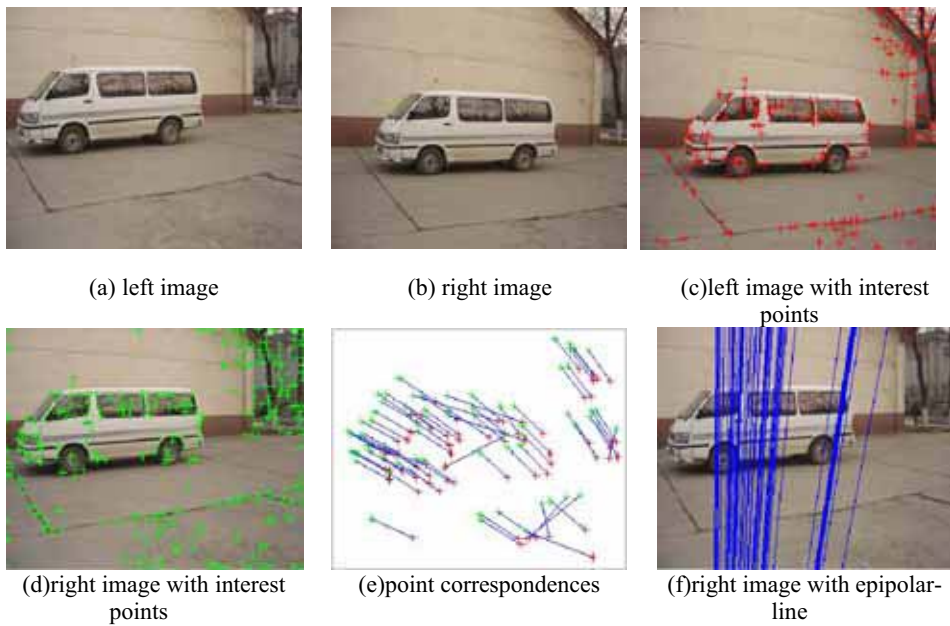 (a) left image
(b) right image
(c)left image with interest
points
(d)right image with interest
points
(e)point correspondences
(f)right image with epipolar-
line